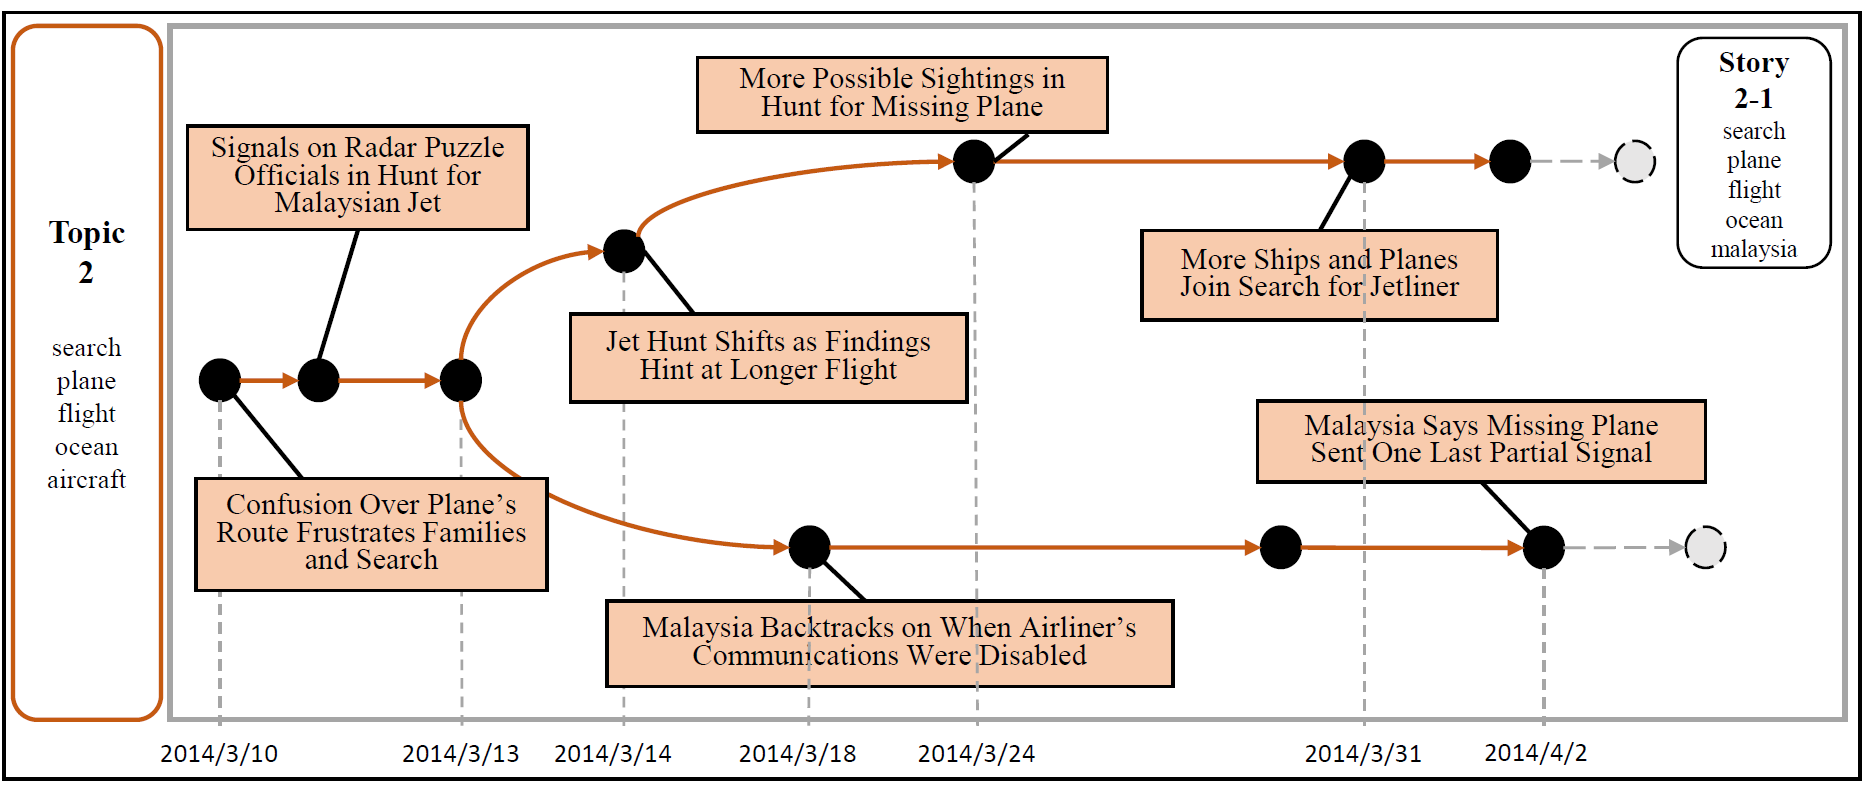 Topic
2
search
plane
flight
ocean
aircraft
Signals on Radar Puzzle
Officials in Hunt for
Malaysian Jet
Confusion Over Plane’s
Route Frustrates Families
and Search
More Possible Sightings in
Hunt for Missing Plane
Jet Hunt Shifts as Findings
Hint at Longer Flight
Malaysia Backtracks on When Airliner’s
Communications Were Disabled
More Ships and Planes
Join Search for Jetliner
Malaysia Says Missing Plane
Sent One Last Partial Signal
Story
2-1
search
plane
flight
ocean
malaysia
2014/3/10
2014/3/13
2014/3/14
2014/3/18
2014/3/24
2014/3/31
2014/4/2